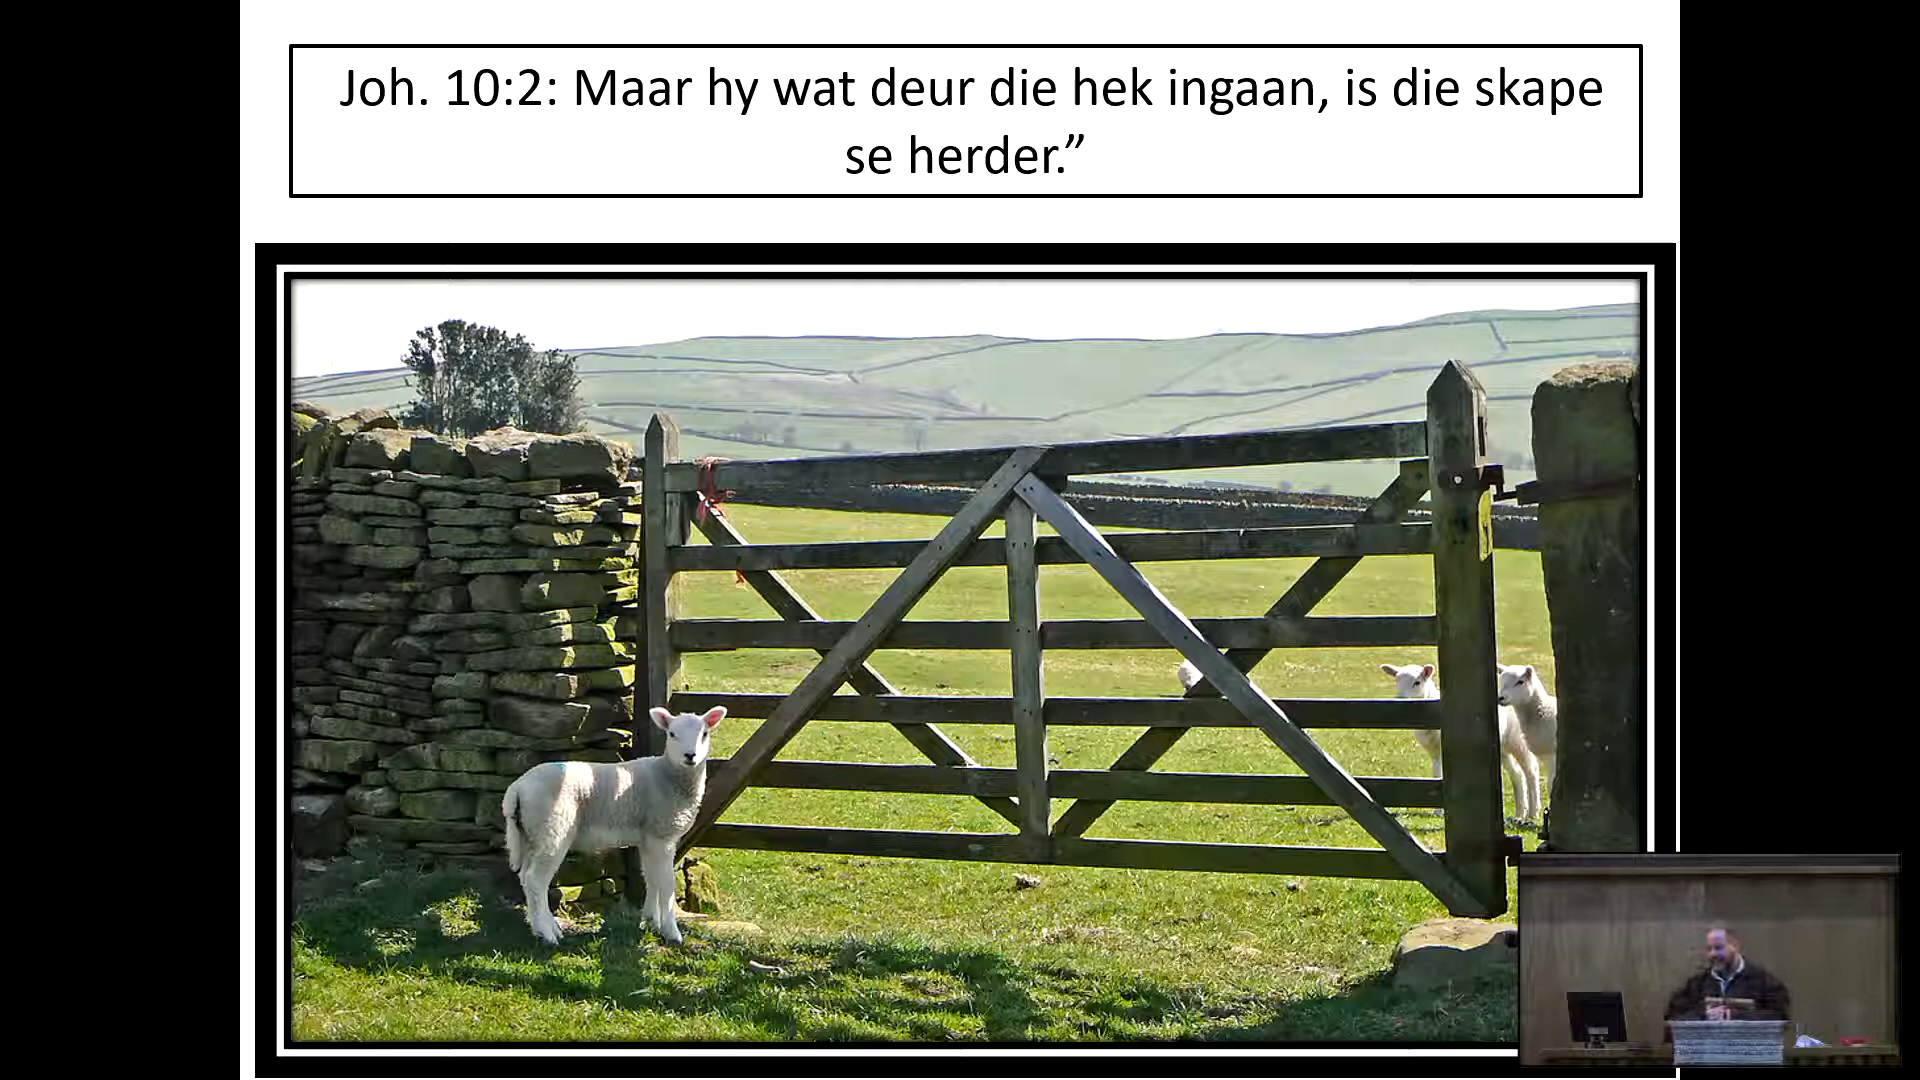 Joh. 10:2: Maar hy wat deur die hek ingaan, is die skape
se herder.”